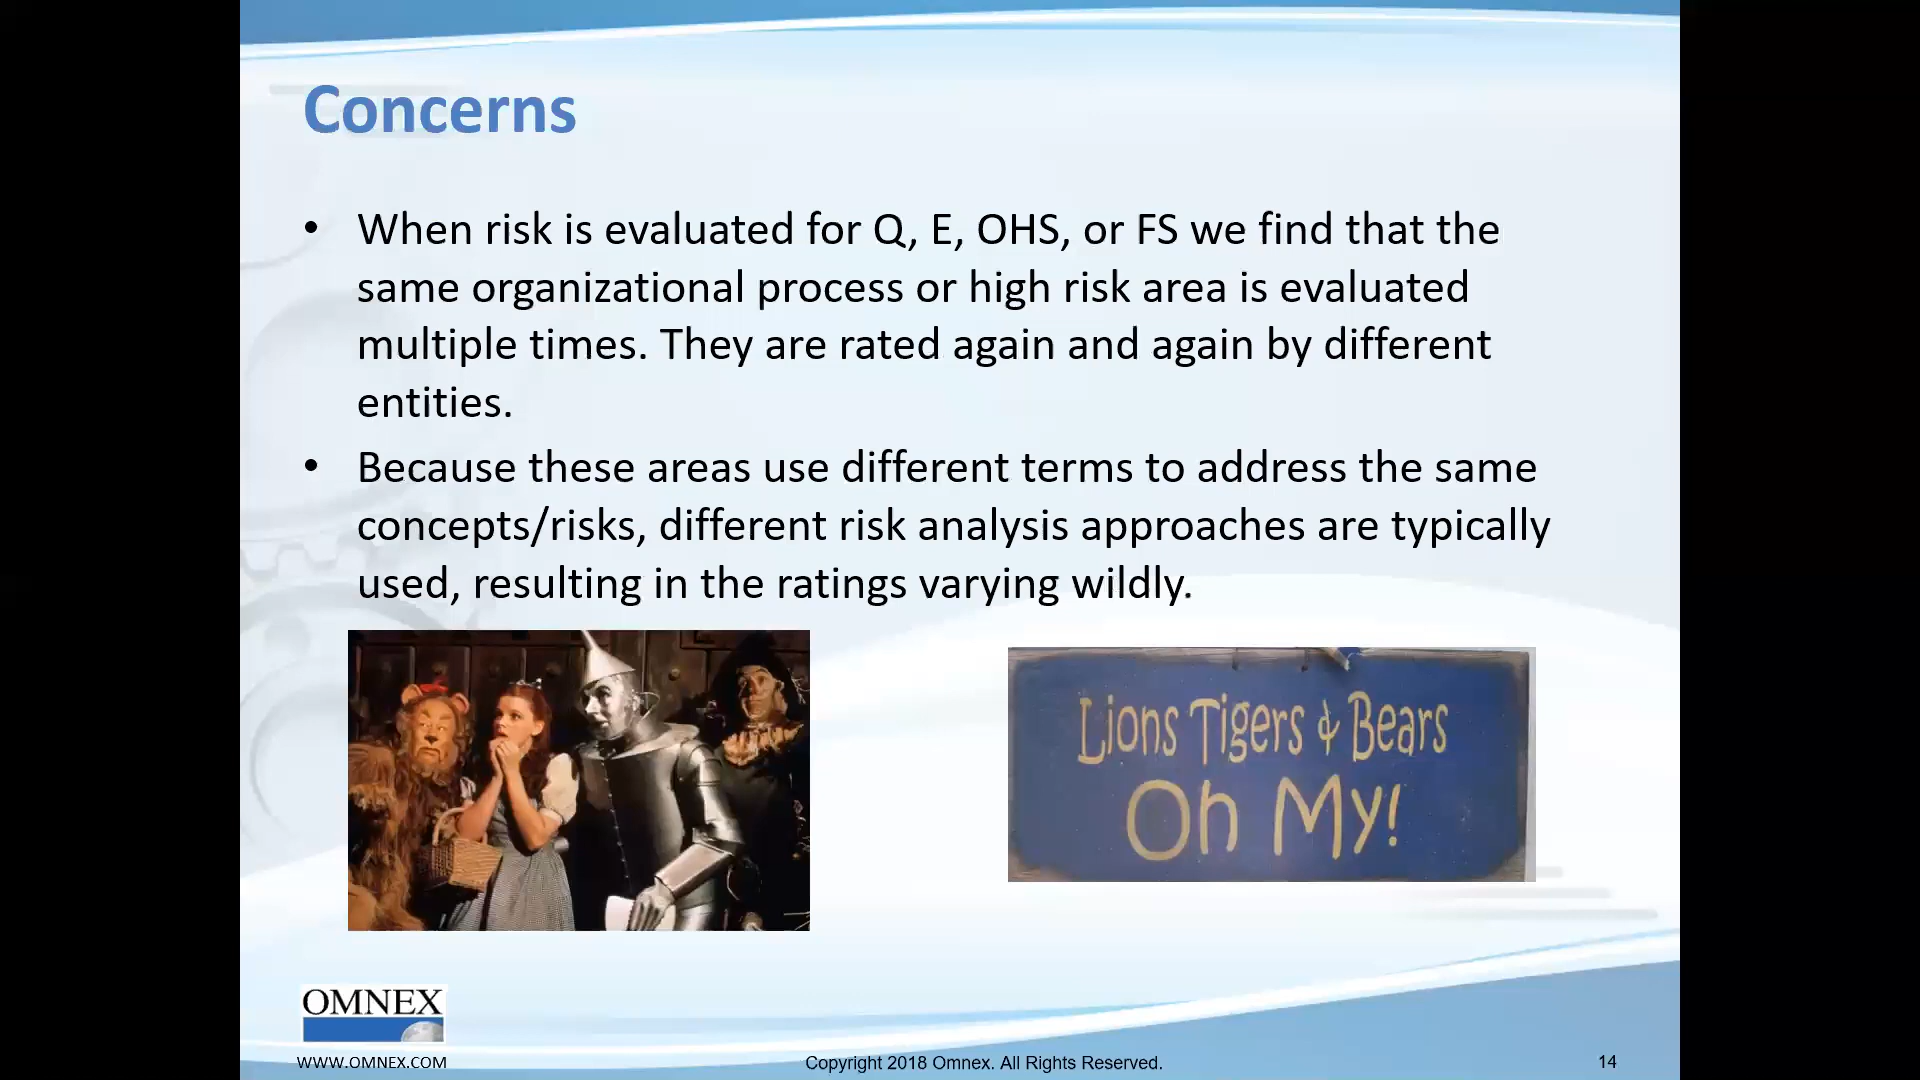 Concerns
• When risk is evaluated for Q, E, OHS, or FS we find that the
same organizational process or high risk area is evaluated
multiple times. They are rated again and again by different
entities.
• Because these areas use different terms to address the same
concepts/risks, different risk analysis approaches are typically
used, resulting in the ratings varying wildly.
Lions Tigers & Bears
Oh My!
OMNEX
WWW.OMNEX.COM
Copyright 2018 Omnex. All Rights Reserved.
14